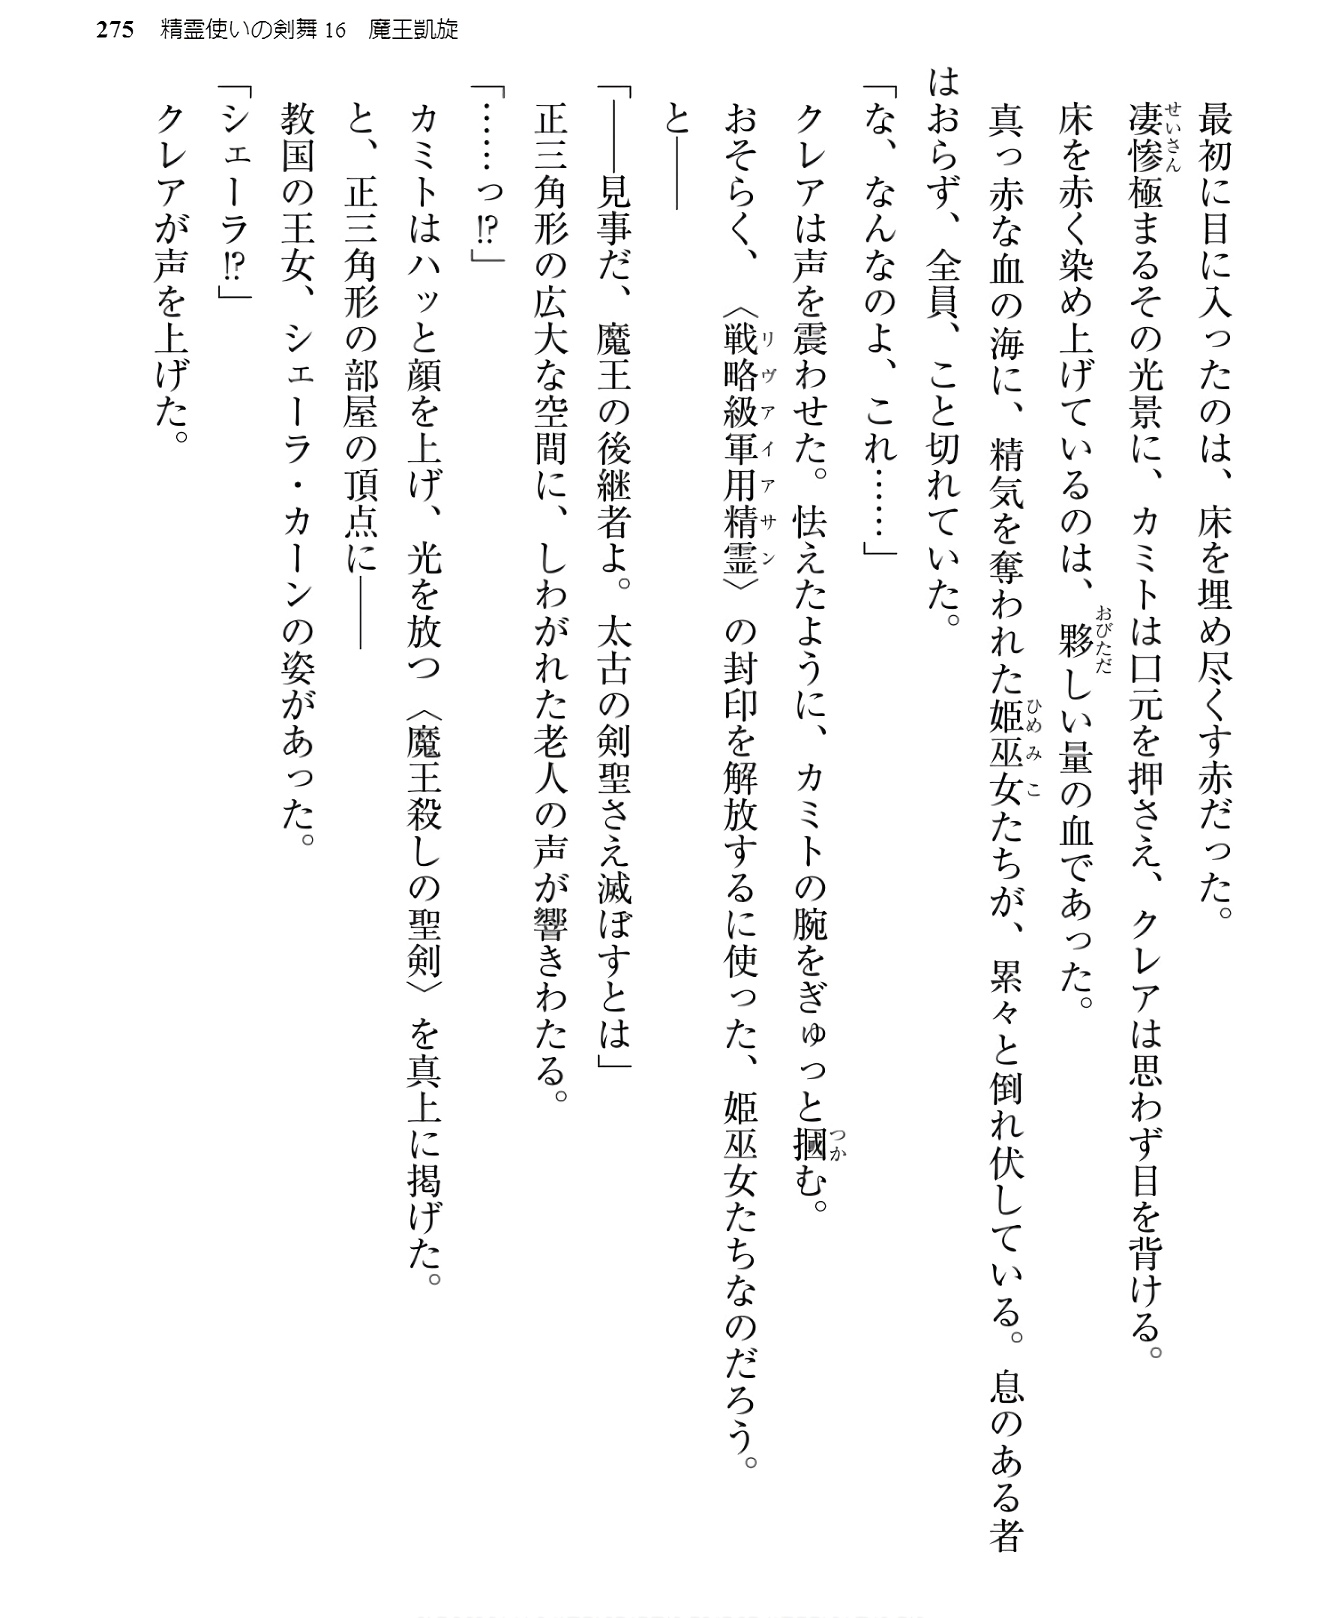 275 精霊使いの剣舞16 魔王凱旋
最初に目に入ったのは、床を埋め尽くす赤だった。
凄惨極まるその光景に、カミトは口元を押さえ、クレアは思わず目を背ける。
床を赤く染め上げているのは、夥しい量の血であった。
真っ赤な血の海に、精気を奪われた姫巫女たちが、累々と倒れ伏している。息のある者
はおらず、全員、こと切れていた。
「な、なんなのよ、これ……」
クレアは声を震わせた。怯えたように、カミトの腕をぎゅっと摑む。
おそらく、〈戦略級軍用精霊〉の封印を解放するに使った、姫巫女たちなのだろう。
と――
「――見事だ、魔王の後継者よ。太古の剣聖さえ滅ぼすとは」
正三角形の広大な空間に、しわがれた老人の声が響きわたる。
「……っ!?」
カミトはハッと顔を上げ、光を放つ〈魔王殺しの聖剣〉を真上に掲げた。
と、正三角形の部屋の頂点に――
教国の王女、シェーラ・カーンの姿があった。
「シェーラ!?」
クレアが声を上げた。
せいさん
おびただ
ひめみこ
つか
リヴァイアサン